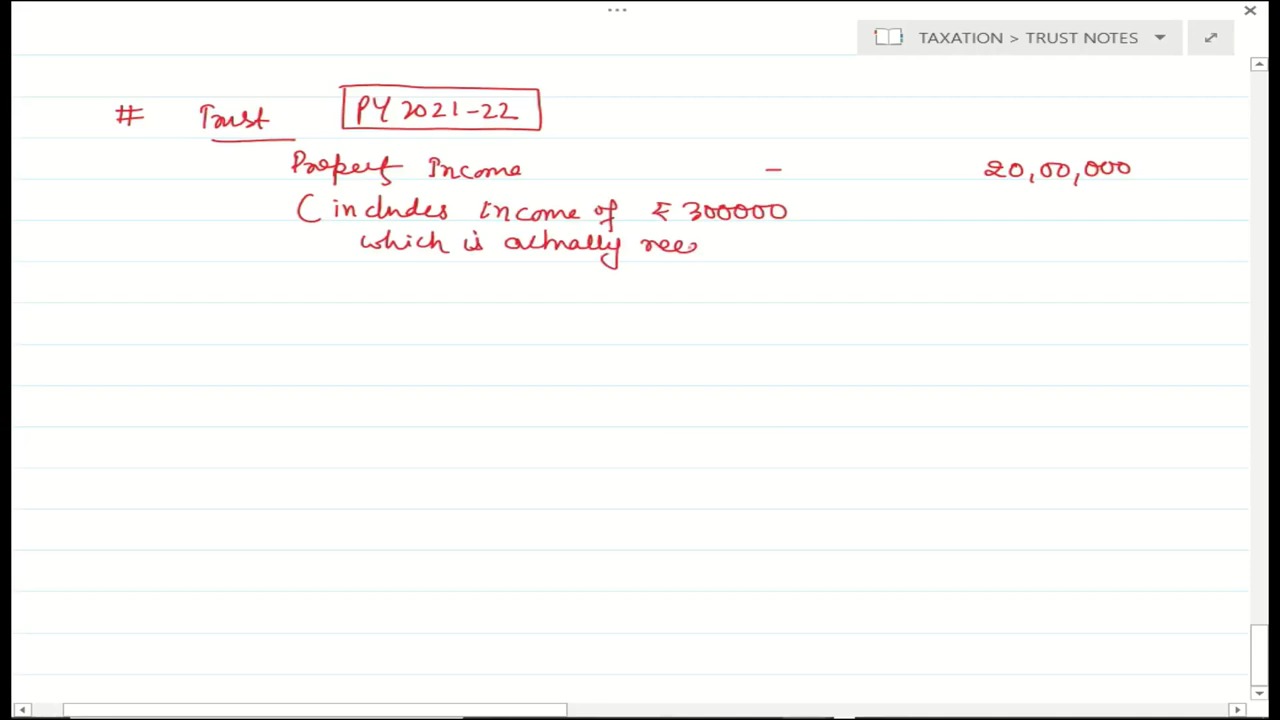 TAXATION > TRUST NOTES
# Trust PY 2021-22
Property Income - 20,00,000
( includes Income of ₹ 300000
which is actually rec